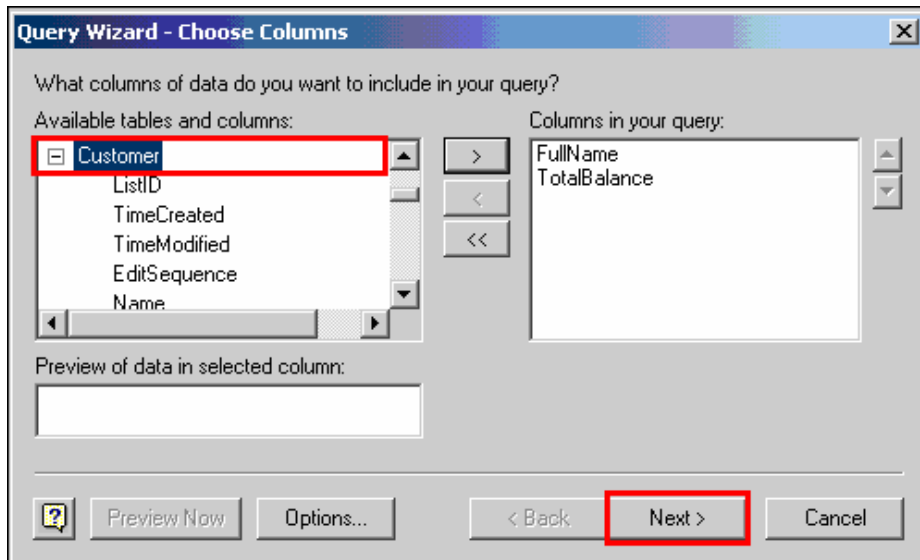 Query Wizard - Choose Columns
What columns of data do you want to include in your query?
Available tables and columns:
Columns in your query:
Customer
ListID
TimeCreated
TimeModified
EditSequence
Name
>
<
<<
FullName
TotalBalance
Preview of data in selected column:
Preview Now
Options...
< Back
Next >
Cancel